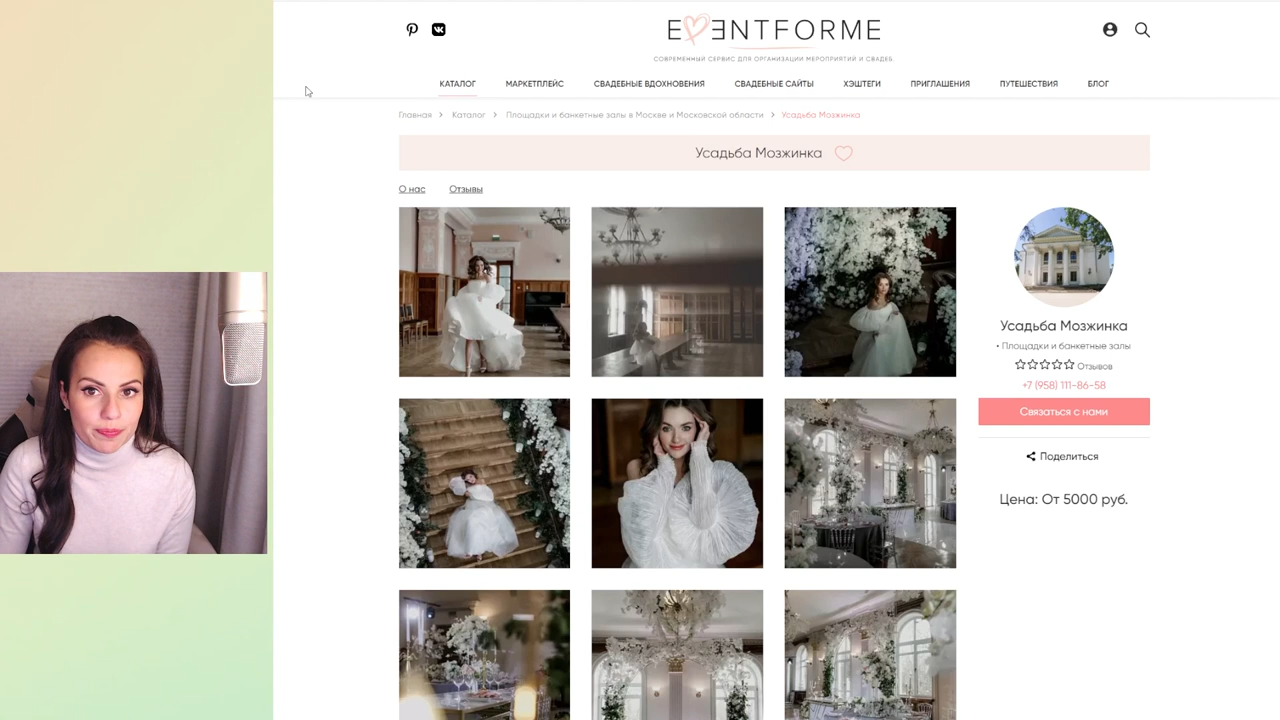 EVENTFORME
СОВРЕМЕННЫЙ СЕРВИС ДЛЯ ОРГАНИЗАЦИИ МЕРОПРИЯТИЙ И СВАДЕБ
КАТАЛОГ МАРКЕТПЛЕЙС СВАДЕБНЫЕ ВДОХНОВЕНИЯ СВАДЕБНЫЕ САЙТЫ ХЭШТЕГИ ПРИГЛАШЕНИЯ ПУТЕШЕСТВИЯ БЛОГ
Главная > Каталог > Площадки и банкетные залы в Москве и Московской области > Усадьба Мозжинка
Усадьба Мозжинка
О нас Отзывы
Усадьба Мозжинка
• Площадки и банкетные залы
Отзывов
+7 (958) 111-86-58
Связаться с нами
Поделиться
Цена: От 5000 руб.